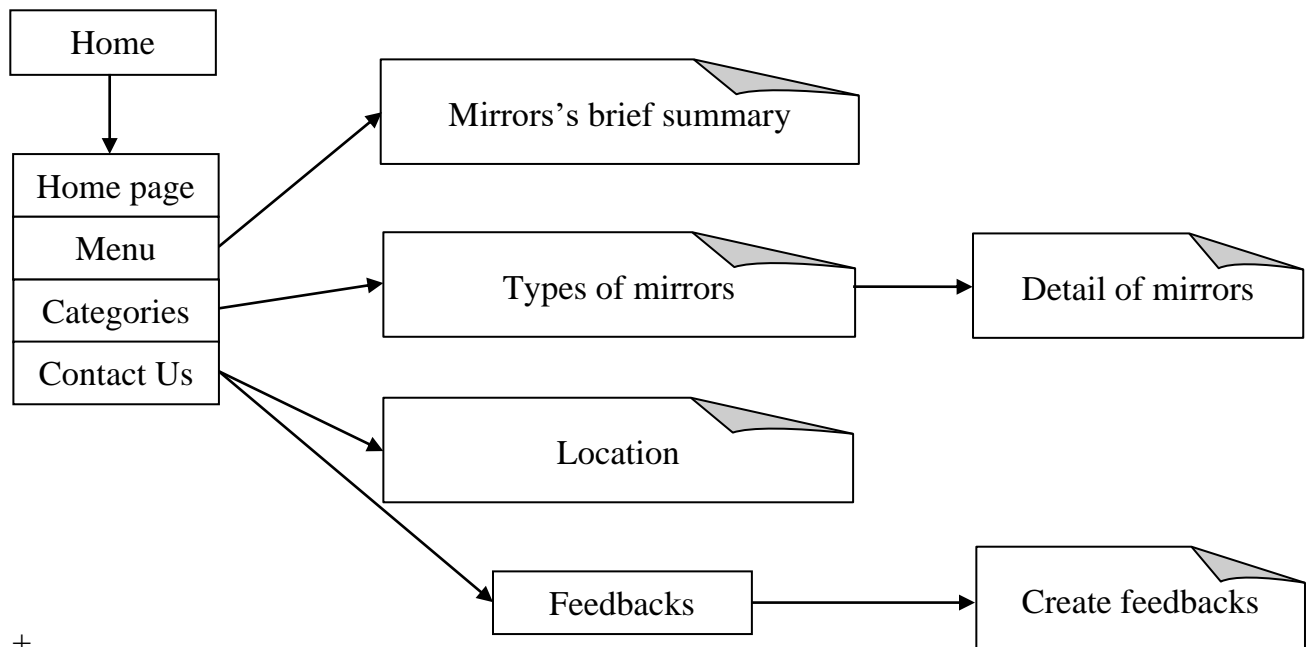 Home
Mirrors's brief summary
Home page
Menu
Types of mirrors
Detail of mirrors
Categories
Contact Us
Location
Feedbacks
Create feedbacks
+